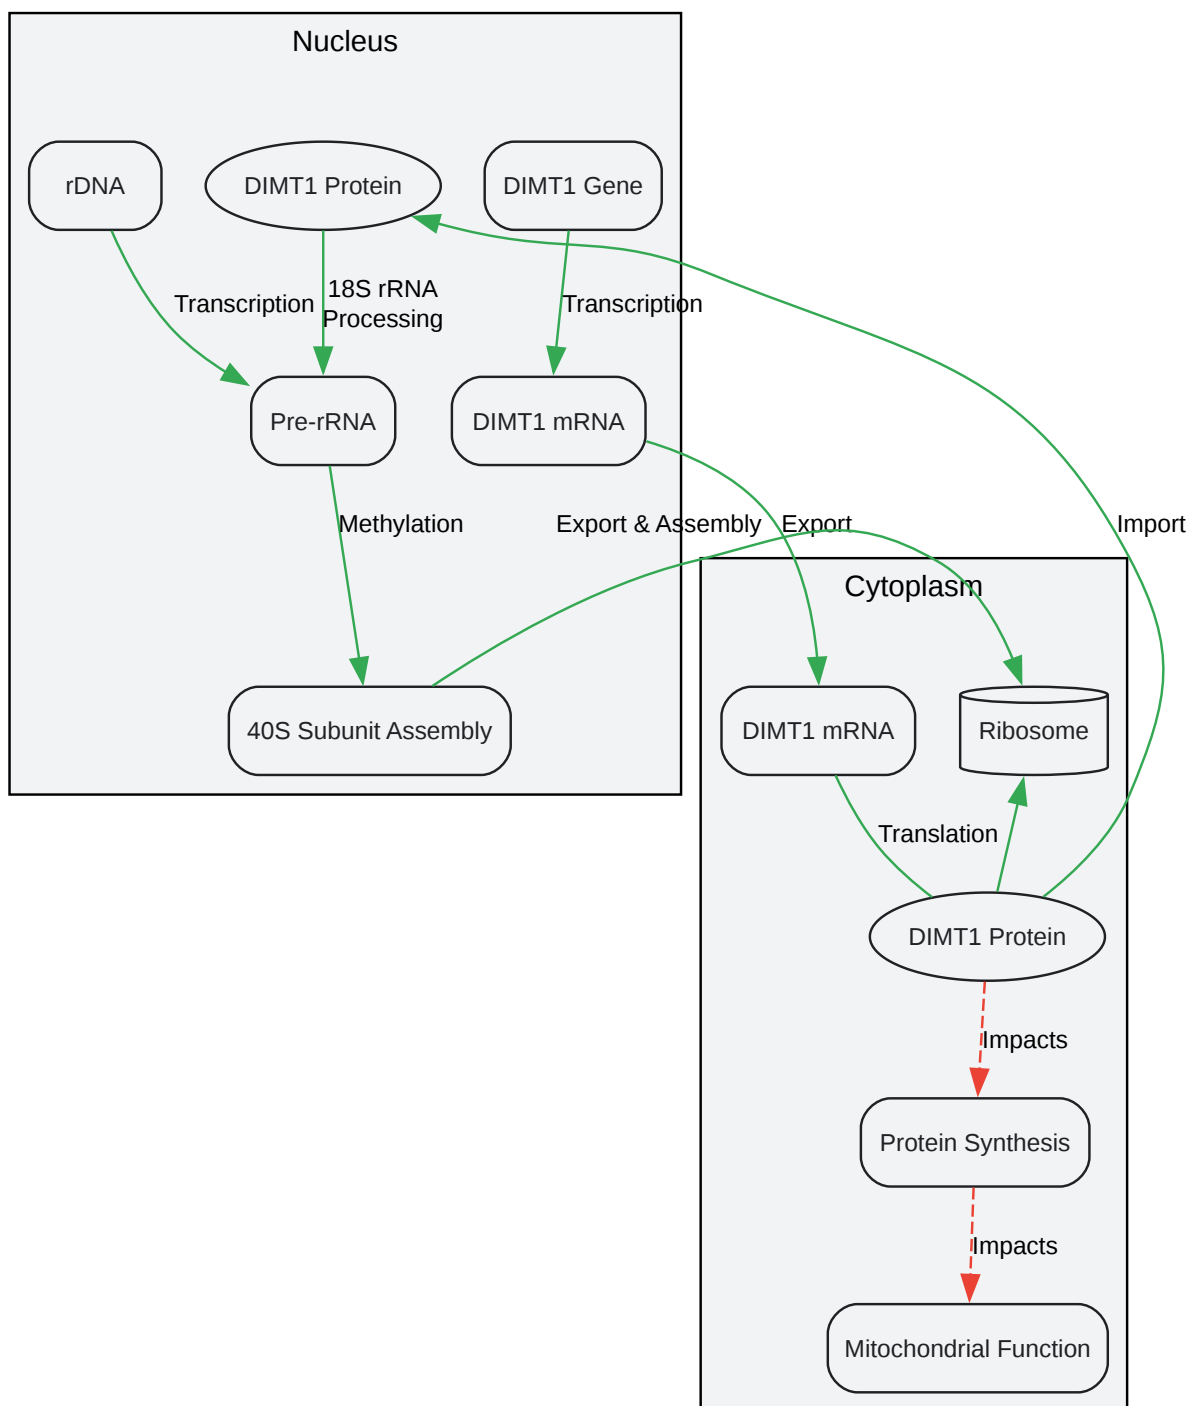 Nucleus
rDNA
DIMT1 Protein
DIMT1 Gene
Transcription
18S rRNA
Processing
Transcription
Pre-rRNA
DIMT1 mRNA
Methylation
Export & Assembly
Export
Import
Cytoplasm
40S Subunit Assembly
DIMT1 mRNA
Ribosome
Translation
DIMT1 Protein
Impacts
Protein Synthesis
Impacts
Mitochondrial Function